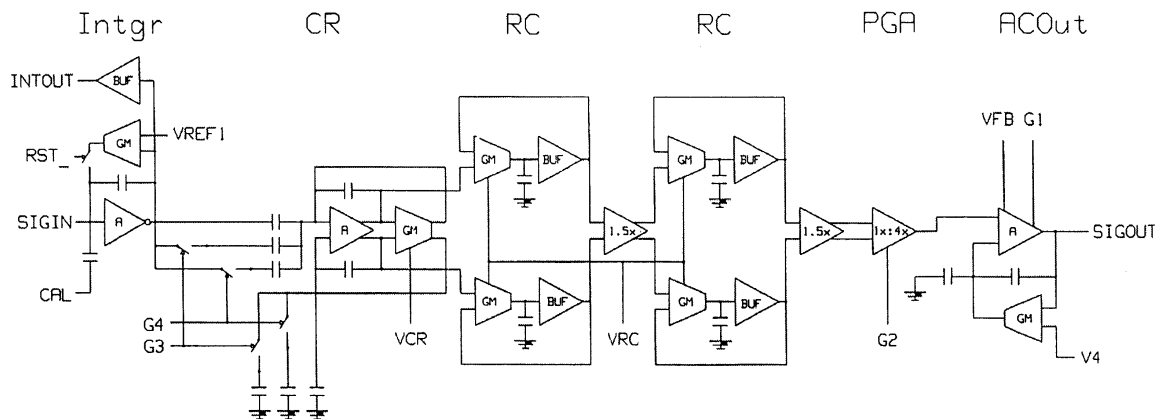 Intgr CR RC RC PGA ACOut
INTOUT BUF
VFB G1
GM VREF1
RST_
GM BUF GM BUF
SIGIN A A GM 1.5x 1.5x 1x:4x A SIGOUT
CAL
GM BUF GM BUF
G4
G3
VCR VRC G2
GM
V4